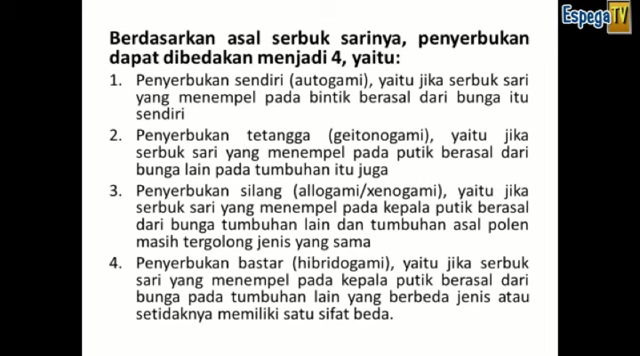 EspegaTV
Berdasarkan asal serbuk sarinya, penyerbukan
dapat dibedakan menjadi 4, yaitu:
1. Penyerbukan sendiri (autogami), yaitu jika serbuk sari
yang menempel pada bintik berasal dari bunga itu
sendiri
2. Penyerbukan tetangga (geitonogami), yaitu jika
serbuk sari yang menempel pada putik berasal dari
bunga lain pada tumbuhan itu juga
3. Penyerbukan silang (allogami/xenogami), yaitu jika
serbuk sari yang menempel pada kepala putik berasal
dari bunga tumbuhan lain dan tumbuhan asal polen
masih tergolong jenis yang sama
4. Penyerbukan bastar (hibridogami), yaitu jika serbuk
sari yang menempel pada kepala putik berasal dari
bunga pada tumbuhan lain yang berbeda jenis atau
setidaknya memiliki satu sifat beda.